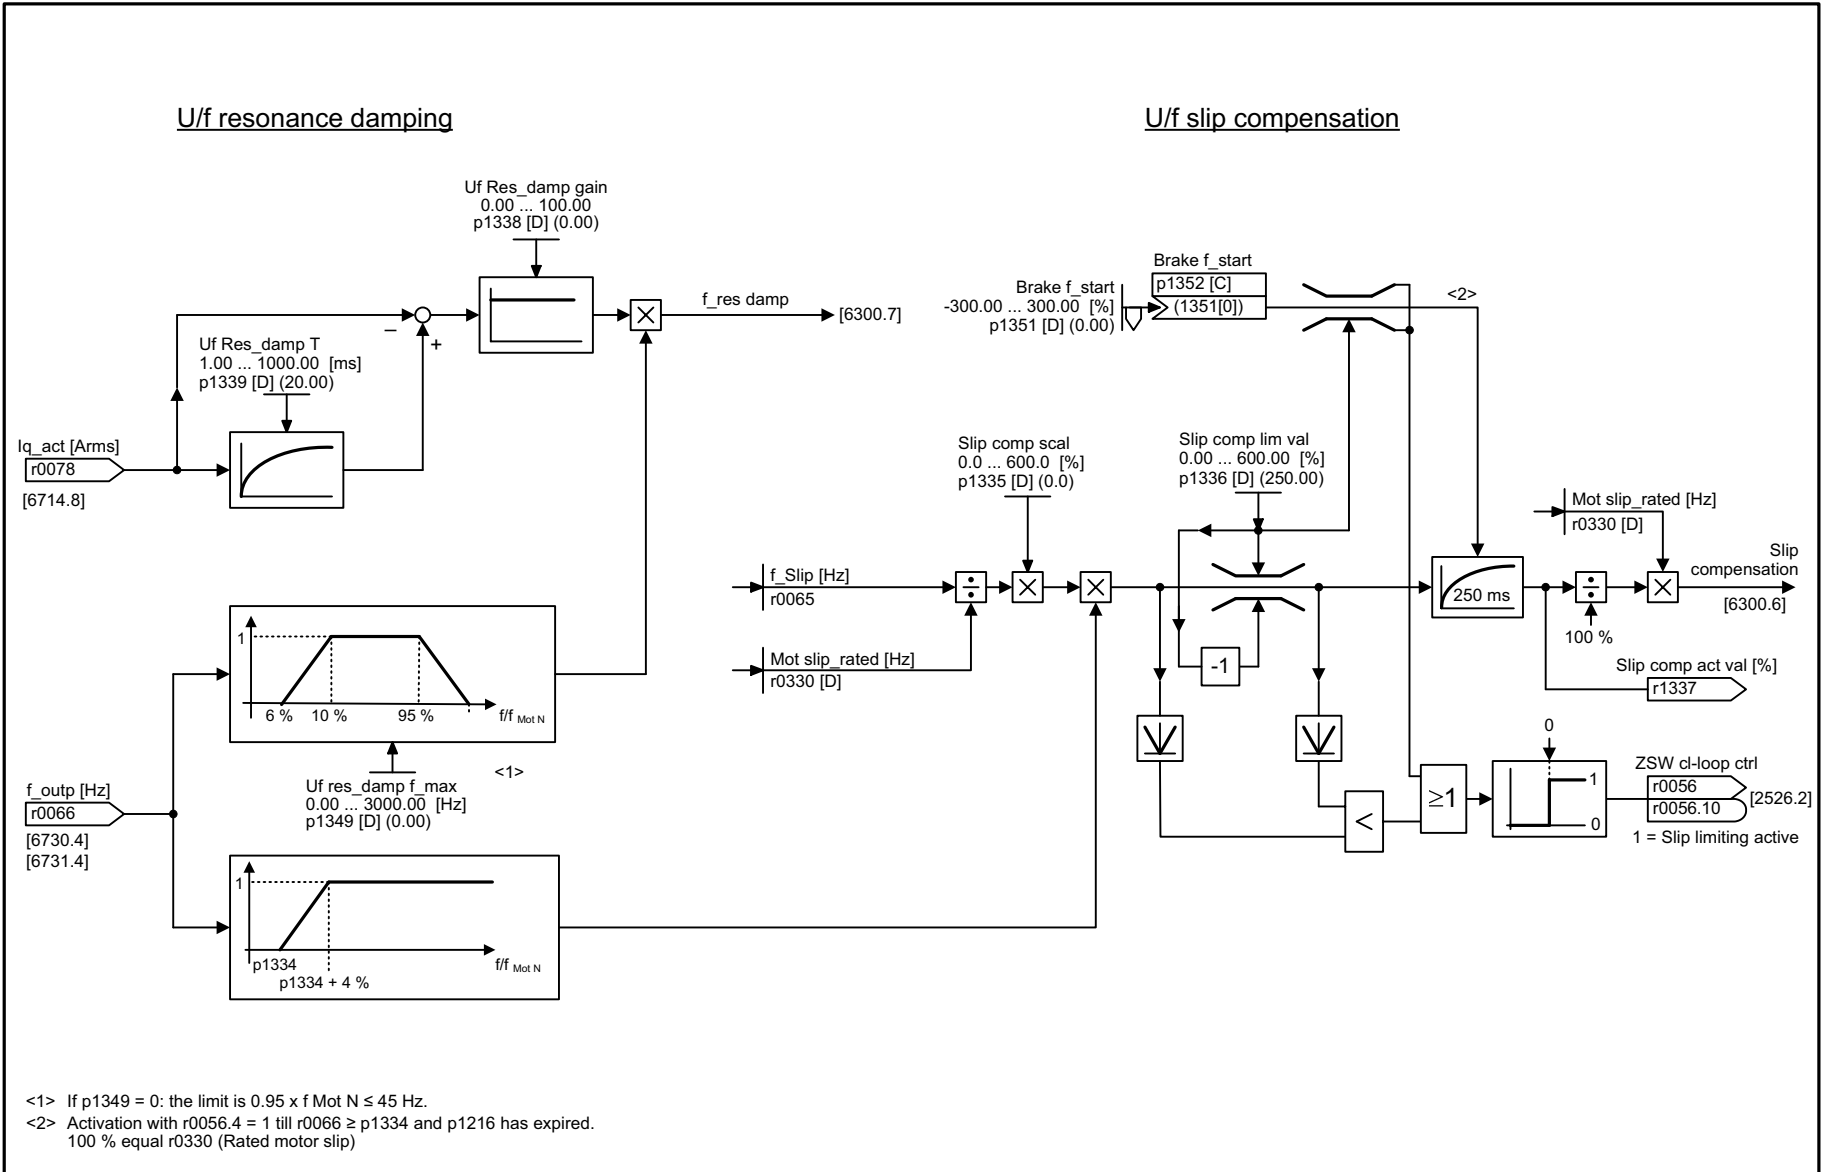 U/f resonance damping
U/f slip compensation
Uf Res_damp gain
0.00 ... 100.00
p1338 [D] (0.00)
f_res damp
[6300.7]
–
+
Uf Res_damp T
1.00 ... 1000.00 [ms]
p1339 [D] (20.00)
Iq_act [Arms]
r0078
[6714.8]
1
6 %
10 %
95 %
f/f Mot N
Uf res_damp f_max
0.00 ... 3000.00 [Hz]
p1349 [D] (0.00)
<1>
f_outp [Hz]
r0066
[6730.4]
[6731.4]
1
p1334
p1334 + 4 %
f/f Mot N
Brake f_start
-300.00 ... 300.00 [%]
p1351 [D] (0.00)
Brake f_start
p1352 [C]
(1351[0])
<2>
Slip comp scal
0.0 ... 600.0 [%]
p1335 [D] (0.0)
Slip comp lim val
0.00 ... 600.00 [%]
p1336 [D] (250.00)
f_Slip [Hz]
r0065
Mot slip_rated [Hz]
r0330 [D]
÷
-1
250 ms
Mot slip_rated [Hz]
r0330 [D]
÷
100 %
Slip
compensation
[6300.6]
Slip comp act val [%]
r1337
<
≥1
0
1
0
ZSW cl-loop ctrl
r0056
r0056.10
[2526.2]
1 = Slip limiting active
<1> If p1349 = 0: the limit is 0.95 x f Mot N ≤ 45 Hz.
<2> Activation with r0056.4 = 1 till r0066 ≥ p1334 and p1216 has expired.
100 % equal r0330 (Rated motor slip)